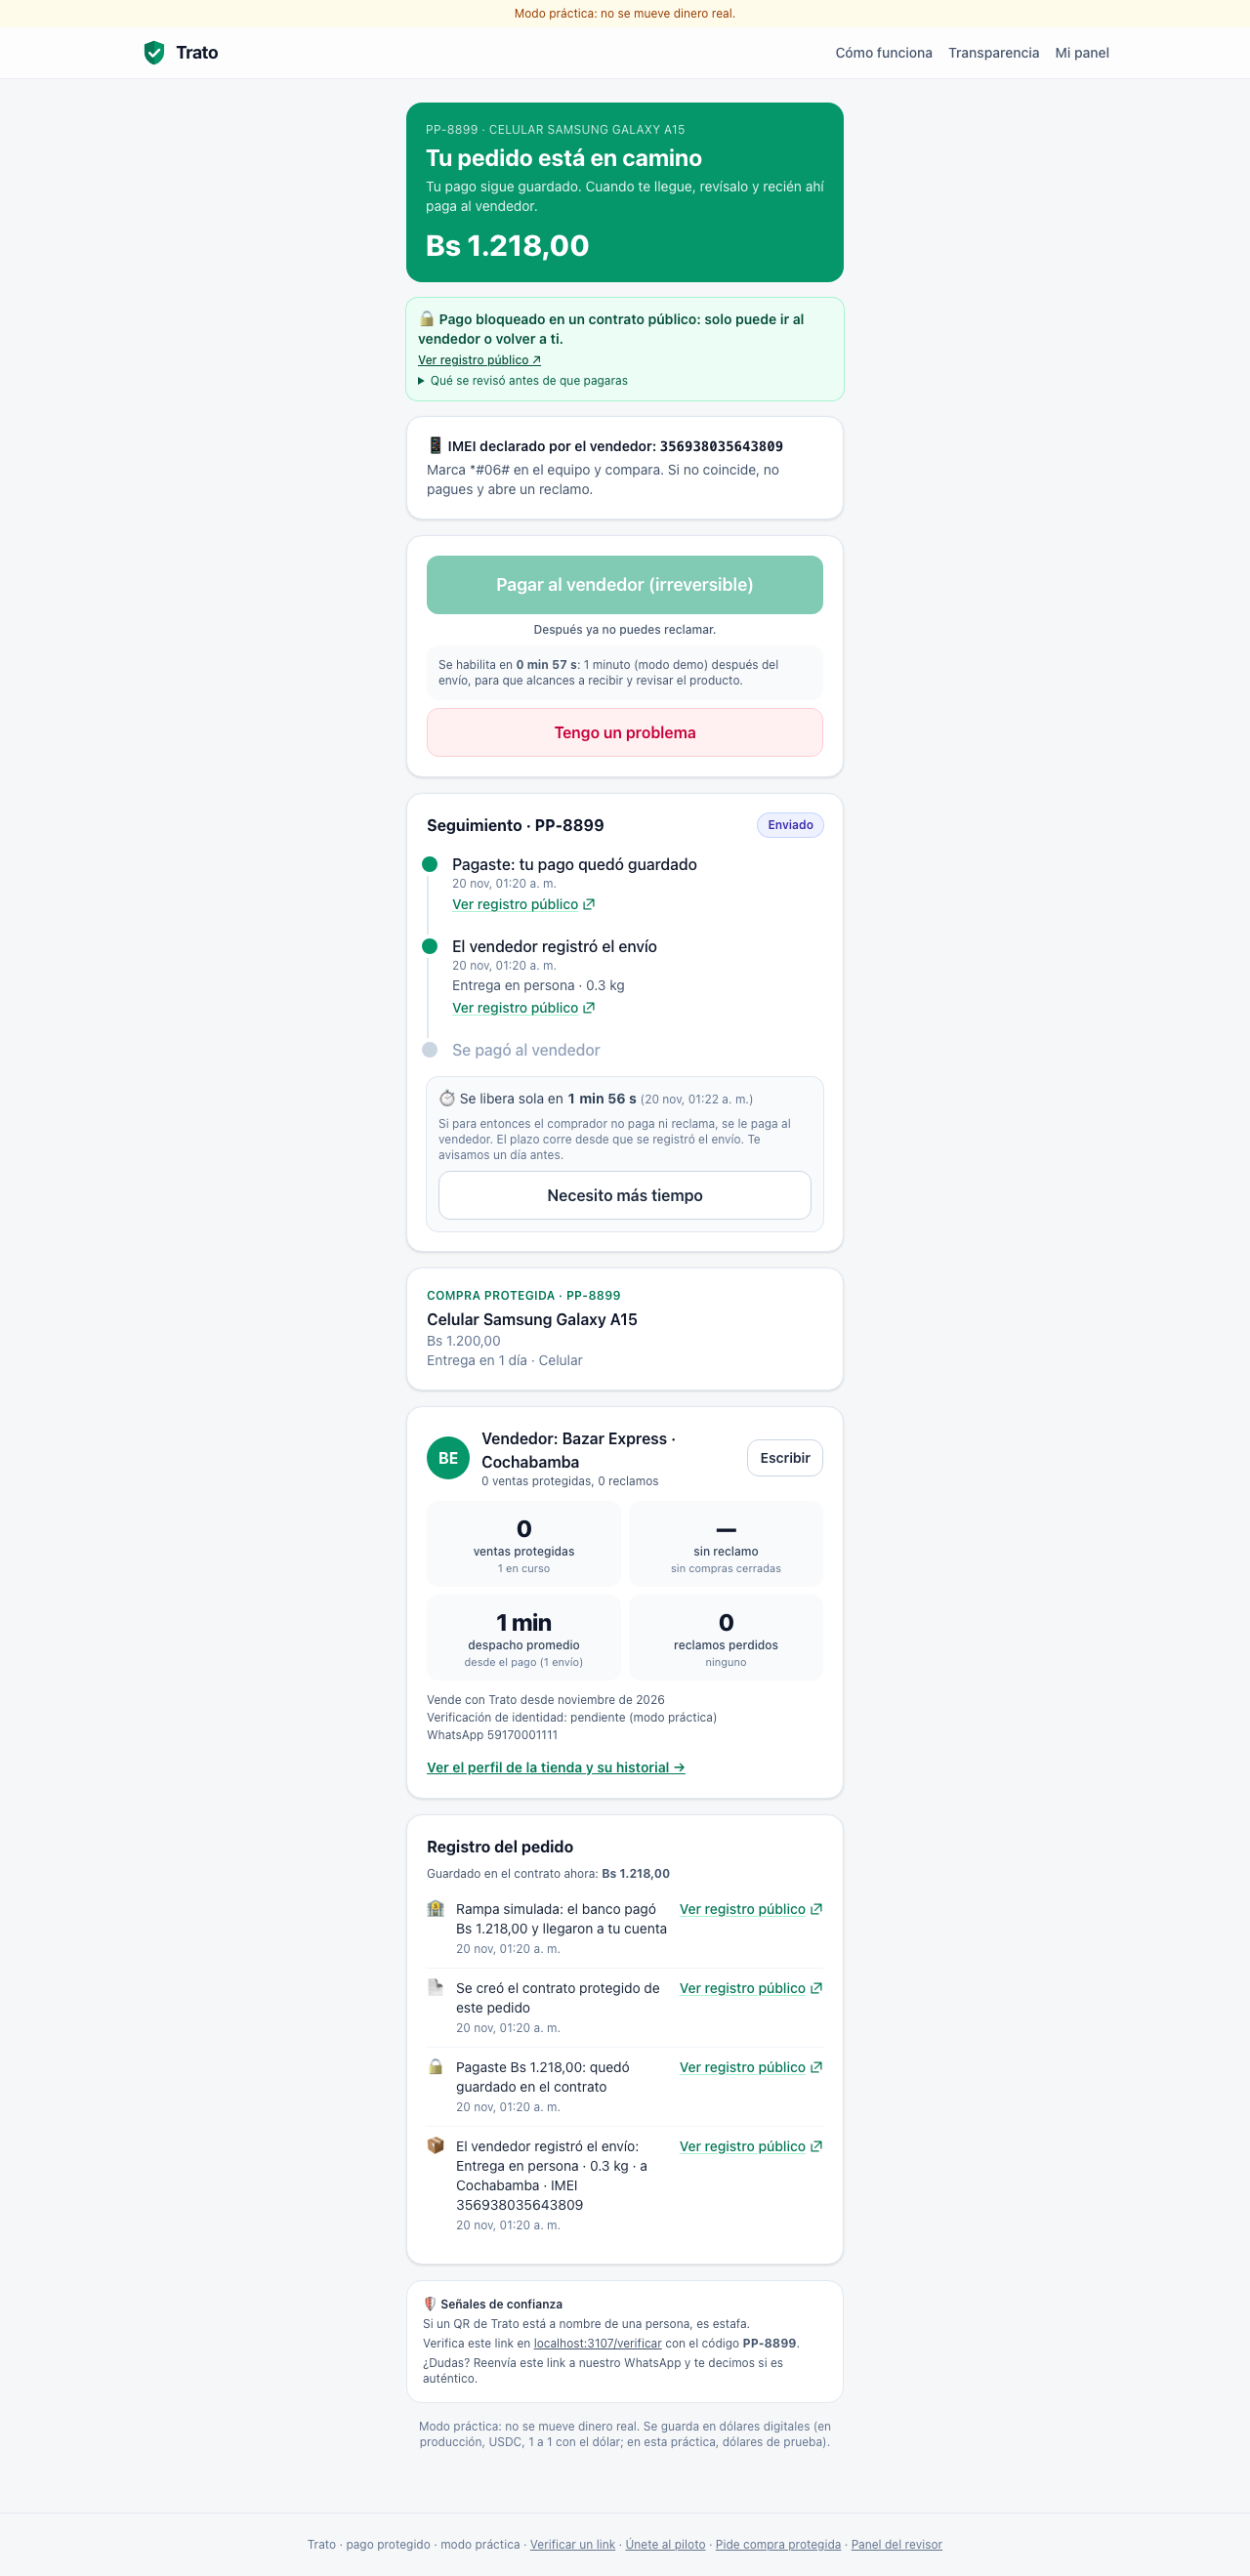 Modo práctica: no se mueve dinero real.
Trato
Cómo funciona Transparencia Mi panel
PP-8899 · CELULAR SAMSUNG GALAXY A15
Tu pedido está en camino
Tu pago sigue guardado. Cuando te llegue, revísalo y recién ahí
paga al vendedor.
Bs 1.218,00
🔒 Pago bloqueado en un contrato público: solo puede ir al
vendedor o volver a ti.
Ver registro público ↗
▶ Qué se revisó antes de que pagaras
📱 IMEI declarado por el vendedor: 356938035643809
Marca *#06# en el equipo y compara. Si no coincide, no
pagues y abre un reclamo.
Pagar al vendedor (irreversible)
Después ya no puedes reclamar.
Se habilita en 0 min 57 s: 1 minuto (modo demo) después del
envío, para que alcances a recibir y revisar el producto.
Tengo un problema
Seguimiento · PP-8899
Enviado
Pagaste: tu pago quedó guardado
20 nov, 01:20 a. m.
Ver registro público
El vendedor registró el envío
20 nov, 01:20 a. m.
Entrega en persona · 0.3 kg
Ver registro público
Se pagó al vendedor
⏱ Se libera sola en 1 min 56 s (20 nov, 01:22 a. m.)
Si para entonces el comprador no paga ni reclama, se le paga al
vendedor. El plazo corre desde que se registró el envío. Te
avisamos un día antes.
Necesito más tiempo
COMPRA PROTEGIDA · PP-8899
Celular Samsung Galaxy A15
Bs 1.200,00
Entrega en 1 día · Celular
BE
Vendedor: Bazar Express ·
Cochabamba
0 ventas protegidas, 0 reclamos
Escribir
0
ventas protegidas
1 en curso
—
sin reclamo
sin compras cerradas
1 min
despacho promedio
desde el pago (1 envío)
0
reclamos perdidos
ninguno
Vende con Trato desde noviembre de 2026
Verificación de identidad: pendiente (modo práctica)
WhatsApp 59170001111
Ver el perfil de la tienda y su historial →
Registro del pedido
Guardado en el contrato ahora: Bs 1.218,00
Rampa simulada: el banco pagó
Bs 1.218,00 y llegaron a tu cuenta
20 nov, 01:20 a. m.
Ver registro público
Se creó el contrato protegido de
este pedido
20 nov, 01:20 a. m.
Ver registro público
Pagaste Bs 1.218,00: quedó
guardado en el contrato
20 nov, 01:20 a. m.
Ver registro público
El vendedor registró el envío:
Entrega en persona · 0.3 kg · a
Cochabamba · IMEI
356938035643809
20 nov, 01:20 a. m.
Ver registro público
Señales de confianza
Si un QR de Trato está a nombre de una persona, es estafa.
Verifica este link en localhost:3107/verificar con el código PP-8899.
¿Dudas? Reenvía este link a nuestro WhatsApp y te decimos si es
auténtico.
Modo práctica: no se mueve dinero real. Se guarda en dólares digitales (en
producción, USDC, 1 a 1 con el dólar; en esta práctica, dólares de prueba).
Trato · pago protegido · modo práctica · Verificar un link · Únete al piloto · Pide compra protegida · Panel del revisor